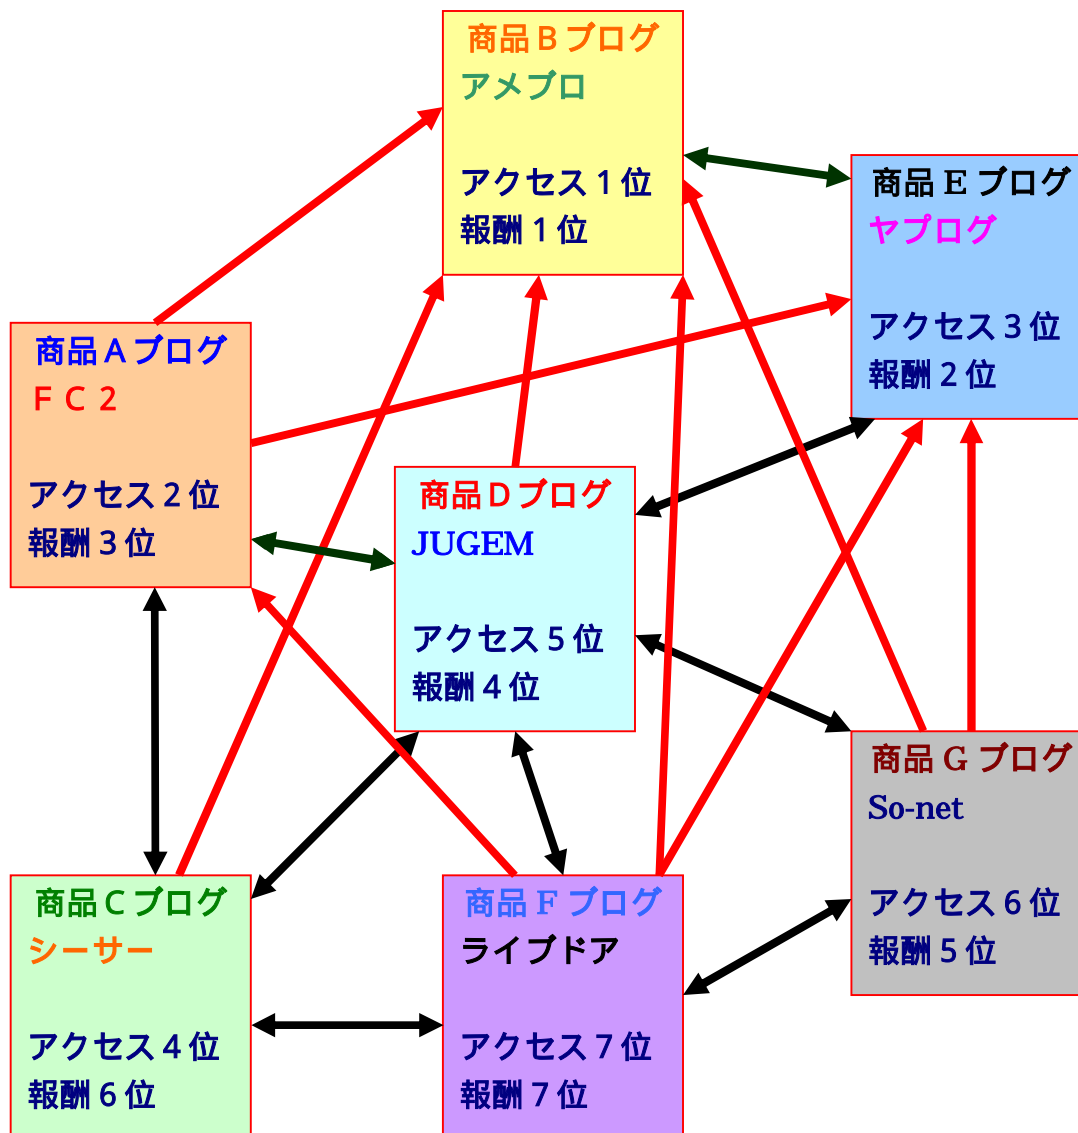 商品Bブログ
アメブロ
アクセス1位
報酬1位
商品Eブログ
ヤプログ
アクセス3位
報酬2位
商品Aブログ
ＦＣ２
アクセス2位
報酬3位
商品Dブログ
JUGEM
アクセス5位
報酬4位
商品Gブログ
So-net
アクセス6位
報酬5位
商品Cブログ
シーサー
アクセス4位
報酬6位
商品Fブログ
ライブドア
アクセス7位
報酬7位